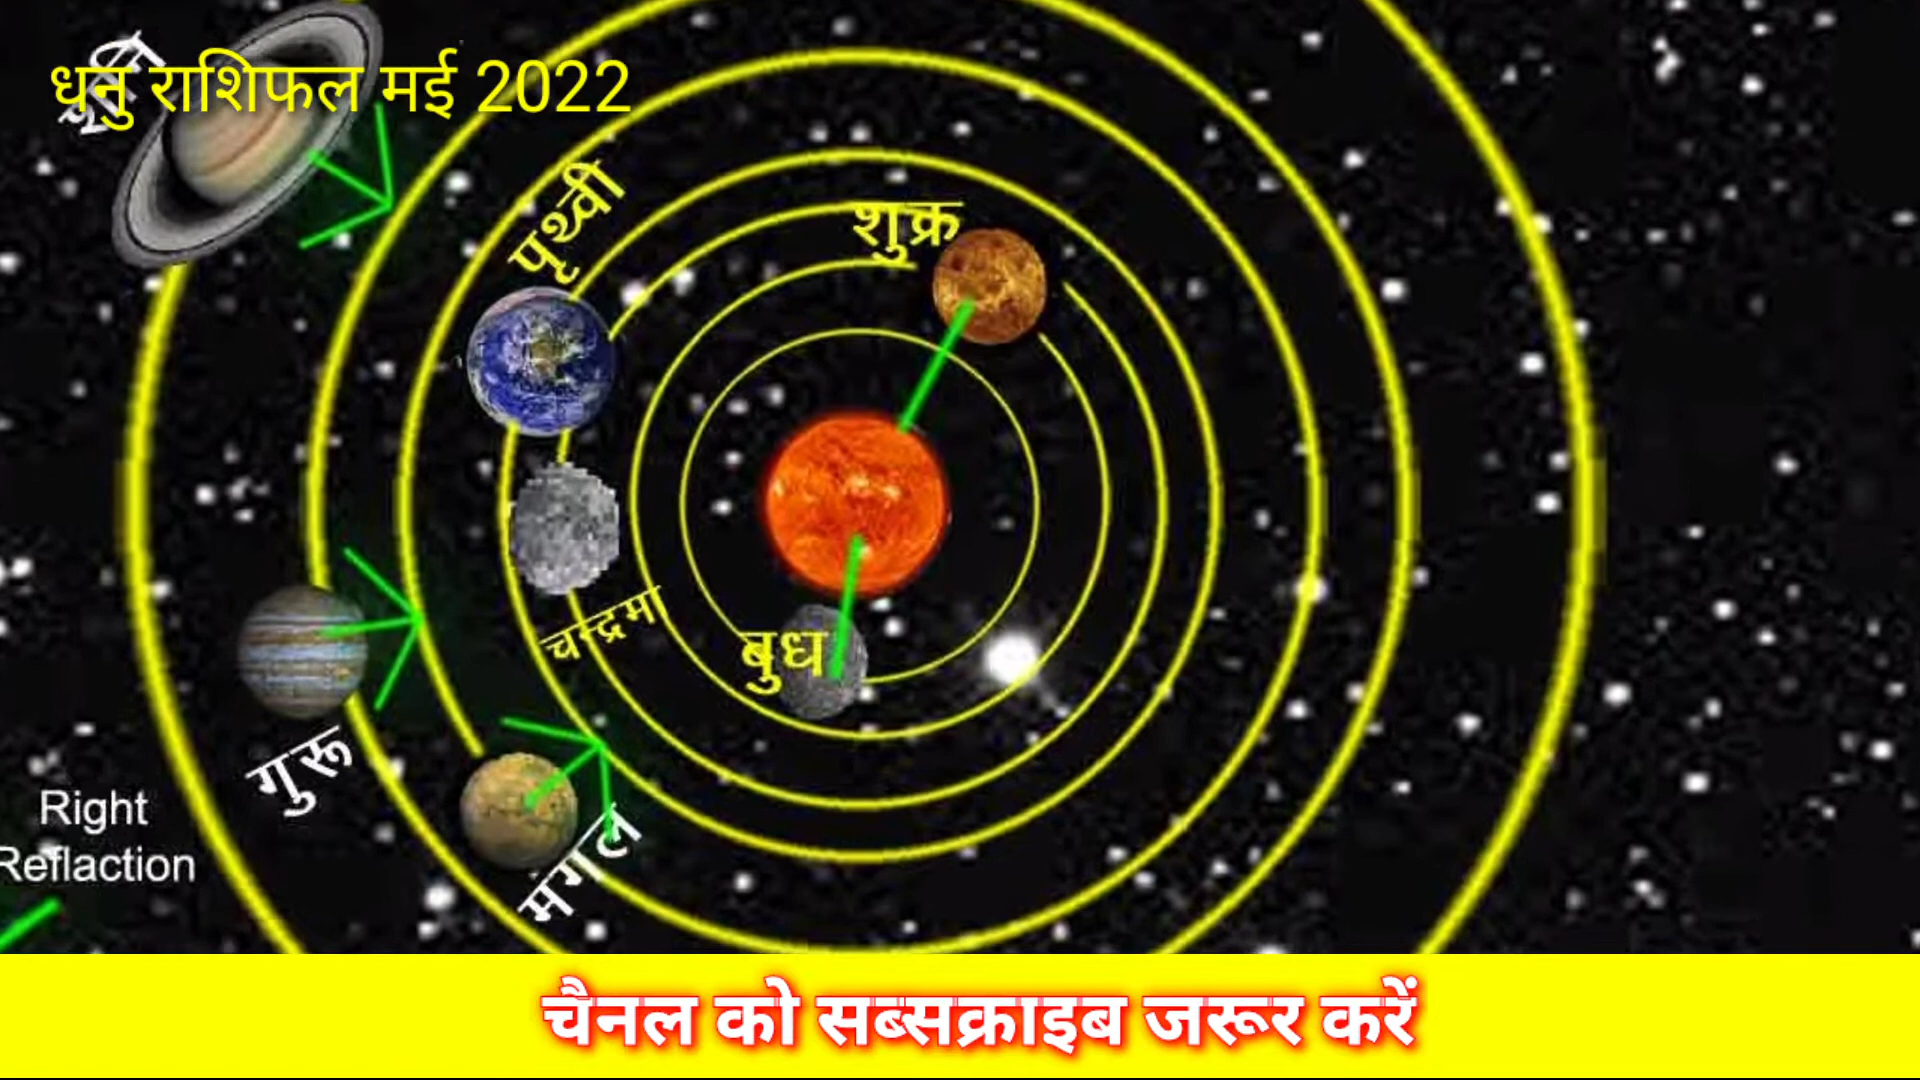 धनु राशिफल मई 2022
पृथ्वी
शुक्र
चन्द्रमा
बुध
गुरू
मंगल
Right
Reflaction
चैनल को सब्सक्राइब जरूर करें